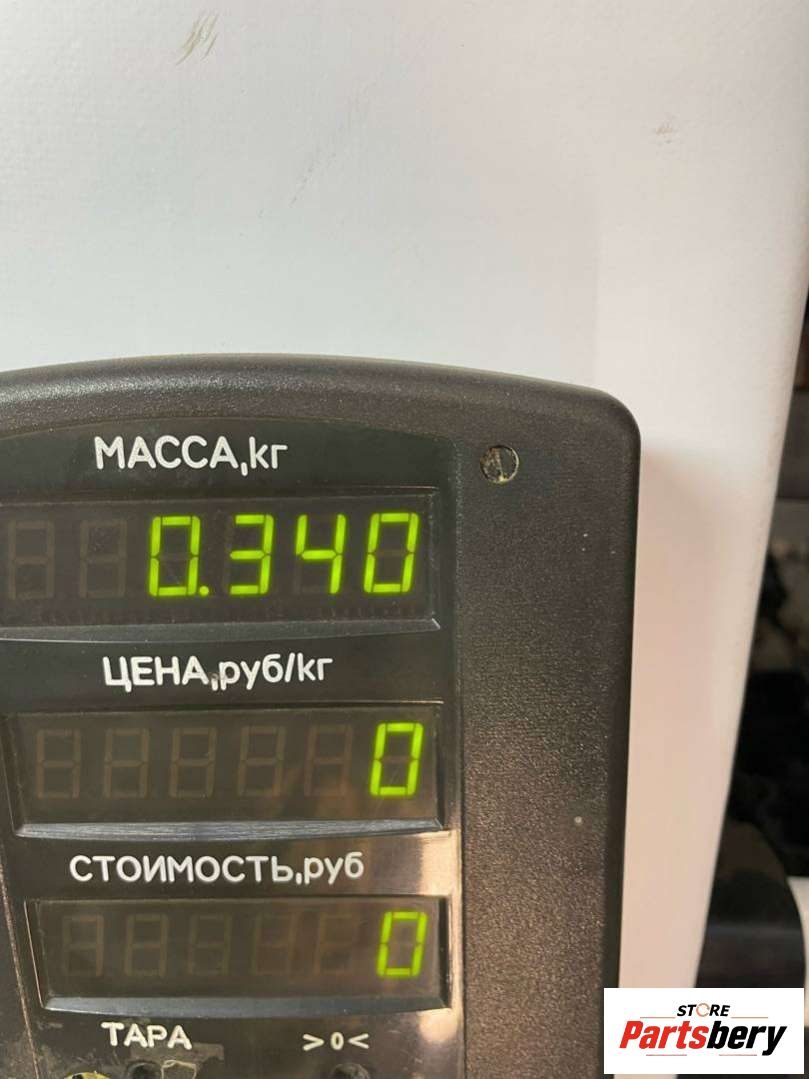 МАССА,кг
0.340
ЦЕНА,руб/кг
0
СТОИМОСТЬ,руб
0
ТАРА >0<
STORE
Partsbery